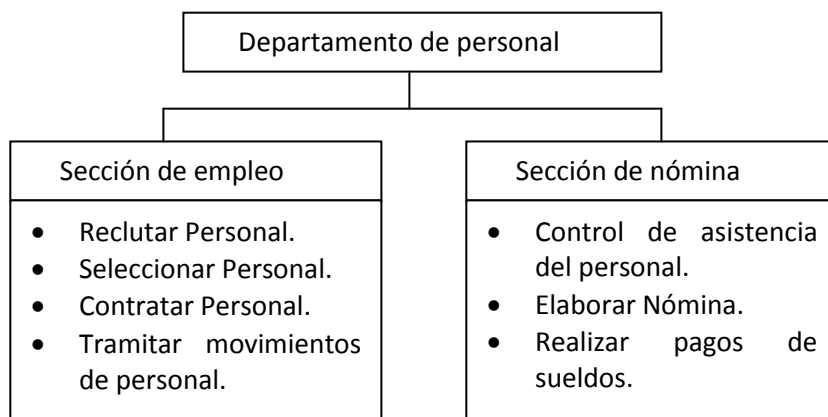 Departamento de personal
Sección de empleo
• Reclutar Personal.
• Seleccionar Personal.
• Contratar Personal.
• Tramitar movimientos
de personal.
Sección de nómina
• Control de asistencia
del personal.
• Elaborar Nómina.
• Realizar pagos de
sueldos.